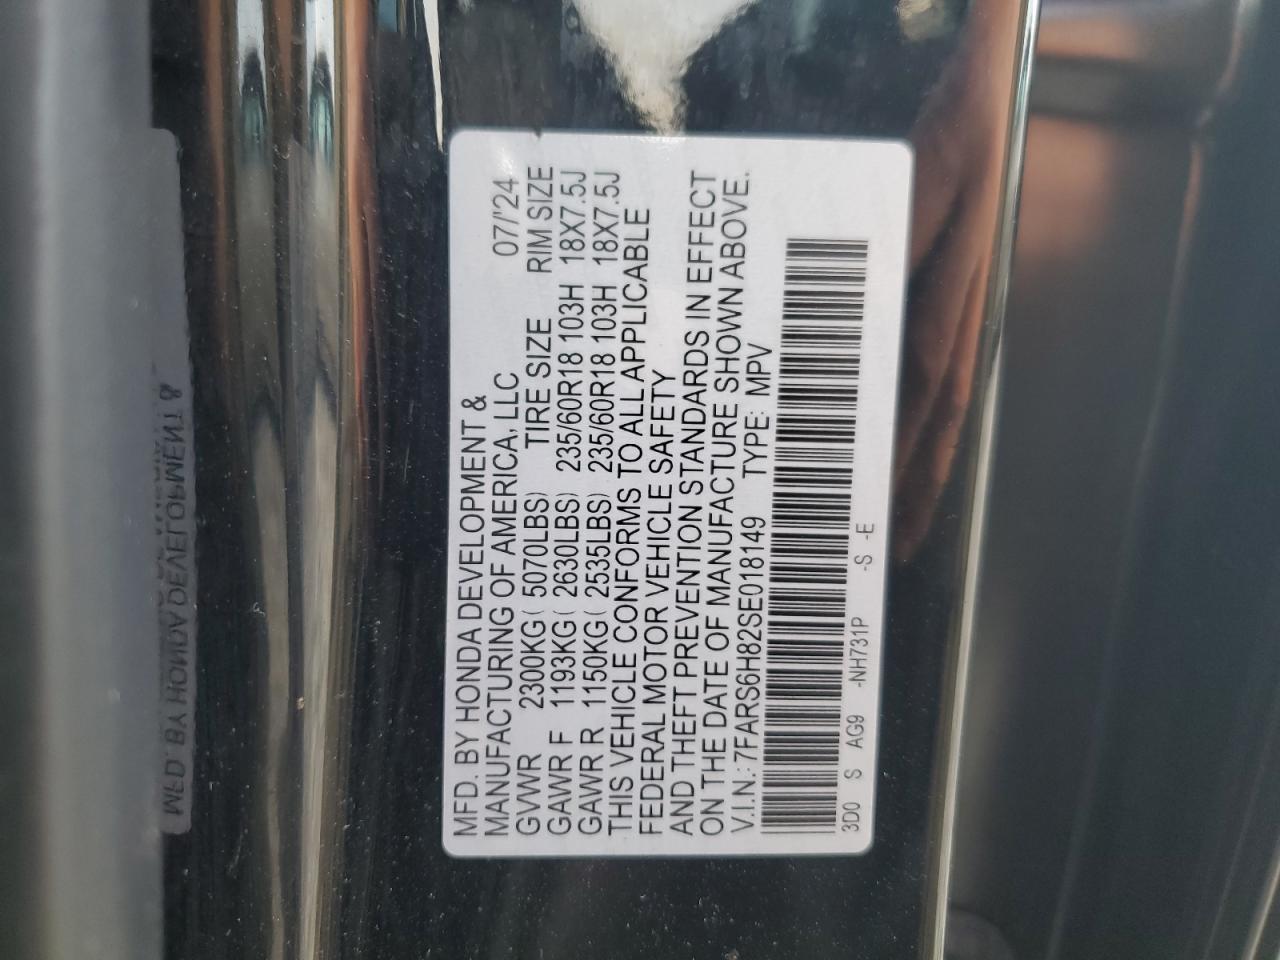 MFD. BY HONDA DEVELOPMENT &
MANUFACTURING OF AMERICA, LLC 07/'24
GVWR 2300KG( 5070LBS) TIRE SIZE RIM SIZE
GAWR F 1193KG( 2630LBS) 235/60R18 103H 18X7.5J
GAWR R 1150KG( 2535LBS) 235/60R18 103H 18X7.5J
THIS VEHICLE CONFORMS TO ALL APPLICABLE
FEDERAL MOTOR VEHICLE SAFETY
AND THEFT PREVENTION STANDARDS IN EFFECT
ON THE DATE OF MANUFACTURE SHOWN ABOVE.
V.I.N.: 7FARS6H82SE018149 TYPE: MPV
3D0 S AG9 -NH731P -S -E
MFD. BY HONDA DEVELOPMENT &